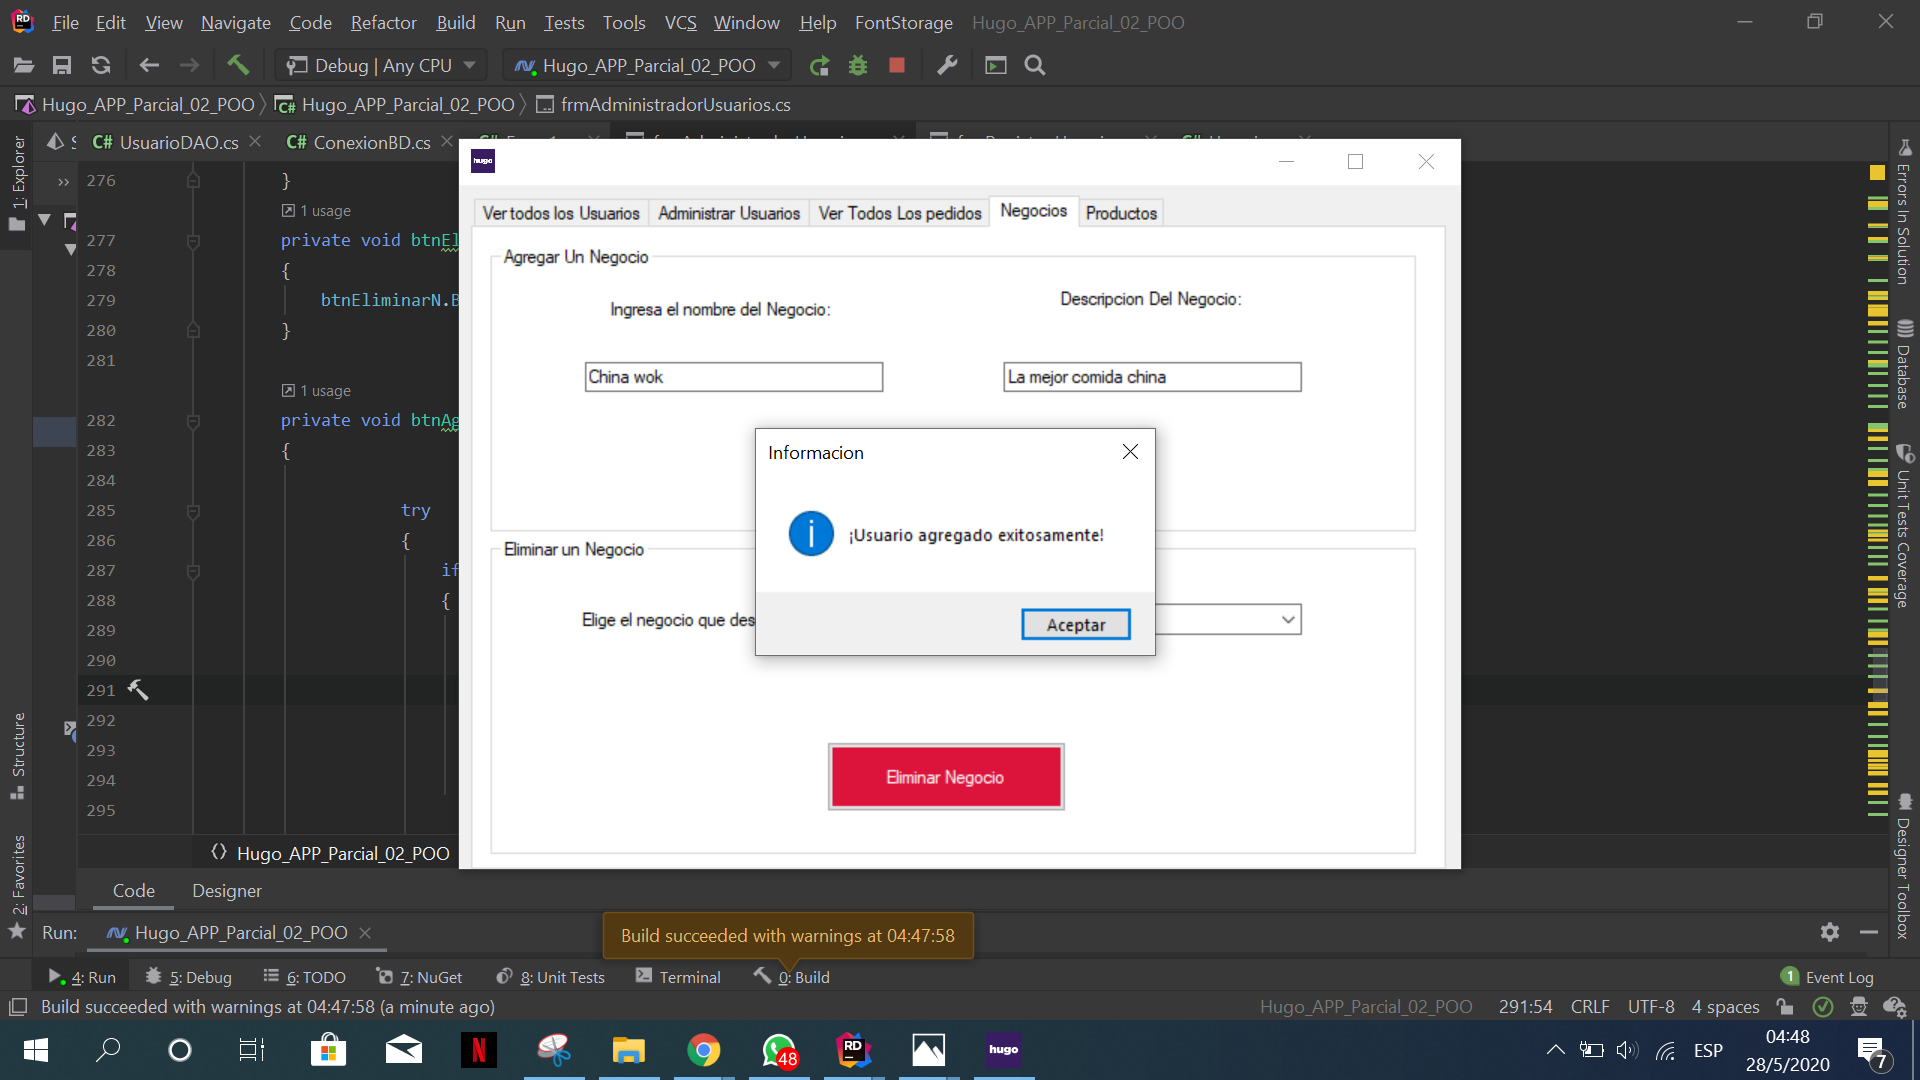 File Edit View Navigate Code Refactor Build Run Tests Tools VCS Window Help FontStorage Hugo_APP_Parcial_02_POO
Debug | Any CPU Hugo_APP_Parcial_02_POO
Hugo_APP_Parcial_02_POO Hugo_APP_Parcial_02_POO frmAdministradorUsuarios.cs
C# UsuarioDAO.cs C# ConexionBD.cs
hugo
1: Explorer
Structure
2: Favorites
276 }
1 usage
277 private void btnEl
278 {
279 btnEliminarN.B
280 }
281
1 usage
282 private void btnAg
283 {
284
285 try
286 {
287 if
288 {
289
290
291
292
293
294
295
Ver todos los Usuarios Administrar Usuarios Ver Todos Los pedidos Negocios Productos
Agregar Un Negocio
Ingresa el nombre del Negocio:
Descripcion Del Negocio:
China wok
La mejor comida china
Informacion
¡Usuario agregado exitosamente!
Aceptar
Eliminar un Negocio
Elige el negocio que des
Eliminar Negocio
Errors In Solution
Database
Unit Tests Coverage
Designer Toolbox
Hugo_APP_Parcial_02_POO
Code Designer
Run: Hugo_APP_Parcial_02_POO
Build succeeded with warnings at 04:47:58
4: Run 5: Debug 6: TODO 7: NuGet 8: Unit Tests Terminal 0: Build 1 Event Log
Build succeeded with warnings at 04:47:58 (a minute ago) Hugo_APP_Parcial_02_POO 291:54 CRLF UTF-8 4 spaces
N 48 RD hugo ESP
04:48
28/5/2020
7